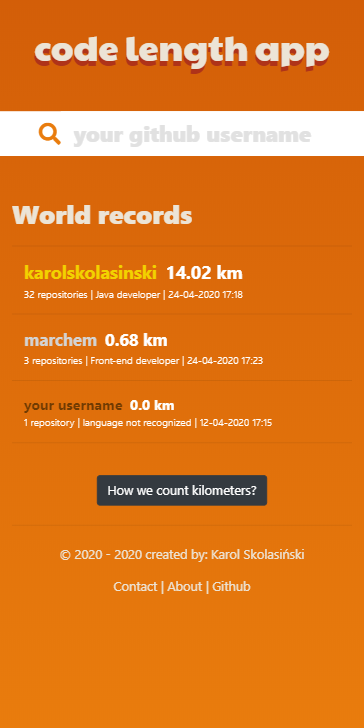 code length app
your github username
World records
karolskolasinski 14.02 km
32 repositories | Java developer | 24-04-2020 17:18
marchem 0.68 km
3 repositories | Front-end developer | 24-04-2020 17:23
your username 0.0 km
1 repository | language not recognized | 12-04-2020 17:15
How we count kilometers?
© 2020 - 2020 created by: Karol Skolasiński
Contact | About | Github